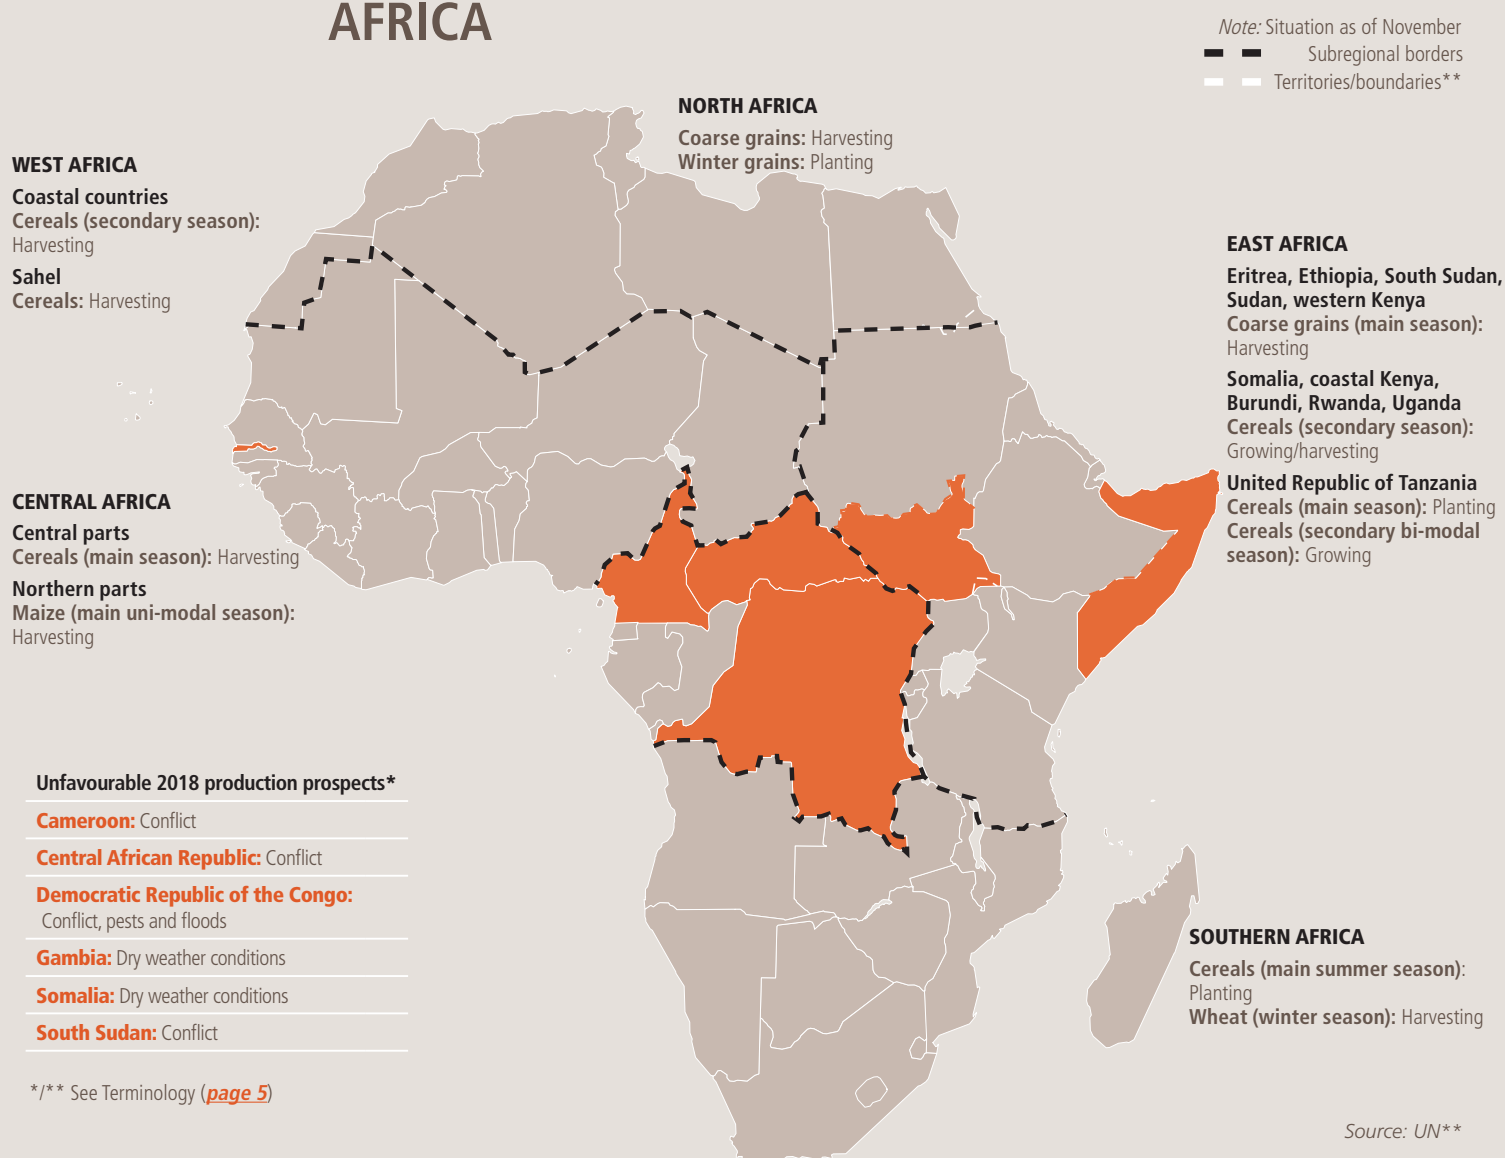 AFRICA
Note: Situation as of November
Subregional borders
Territories/boundaries**
NORTH AFRICA
Coarse grains: Harvesting
Winter grains: Planting
WEST AFRICA
Coastal countries
Cereals (secondary season):
Harvesting
Sahel
Cereals: Harvesting
EAST AFRICA
Eritrea, Ethiopia, South Sudan,
Sudan, western Kenya
Coarse grains (main season):
Harvesting
Somalia, coastal Kenya,
Burundi, Rwanda, Uganda
Cereals (secondary season):
Growing/harvesting
United Republic of Tanzania
Cereals (main season): Planting
Cereals (secondary bi-modal
season): Growing
CENTRAL AFRICA
Central parts
Cereals (main season): Harvesting
Northern parts
Maize (main uni-modal season):
Harvesting
Unfavourable 2018 production prospects*
Cameroon: Conflict
Central African Republic: Conflict
Democratic Republic of the Congo:
Conflict, pests and floods
Gambia: Dry weather conditions
Somalia: Dry weather conditions
South Sudan: Conflict
*/** See Terminology (page 5)
SOUTHERN AFRICA
Cereals (main summer season):
Planting
Wheat (winter season): Harvesting
Source: UN**